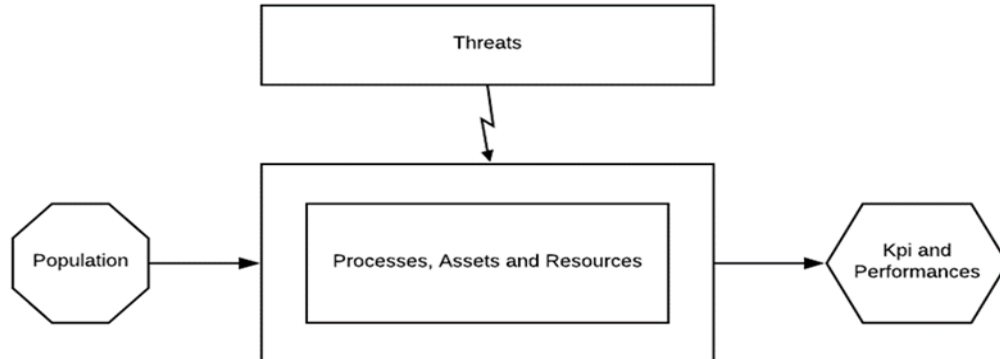 Threats
Population
Processes, Assets and Resources
Kpi and
Performances